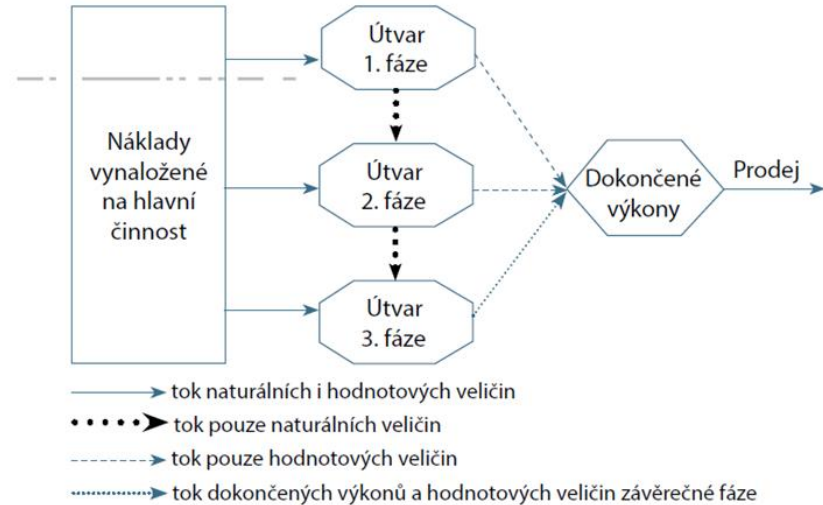 Útvar
1. fáze
Náklady
vynaložené
na hlavní
činnost
Útvar
2. fáze
Dokončené
výkony
Prodej
Útvar
3. fáze
tok naturálních i hodnotových veličin
tok pouze naturálních veličin
tok pouze hodnotových veličin
tok dokončených výkonů a hodnotových veličin závěrečné fáze